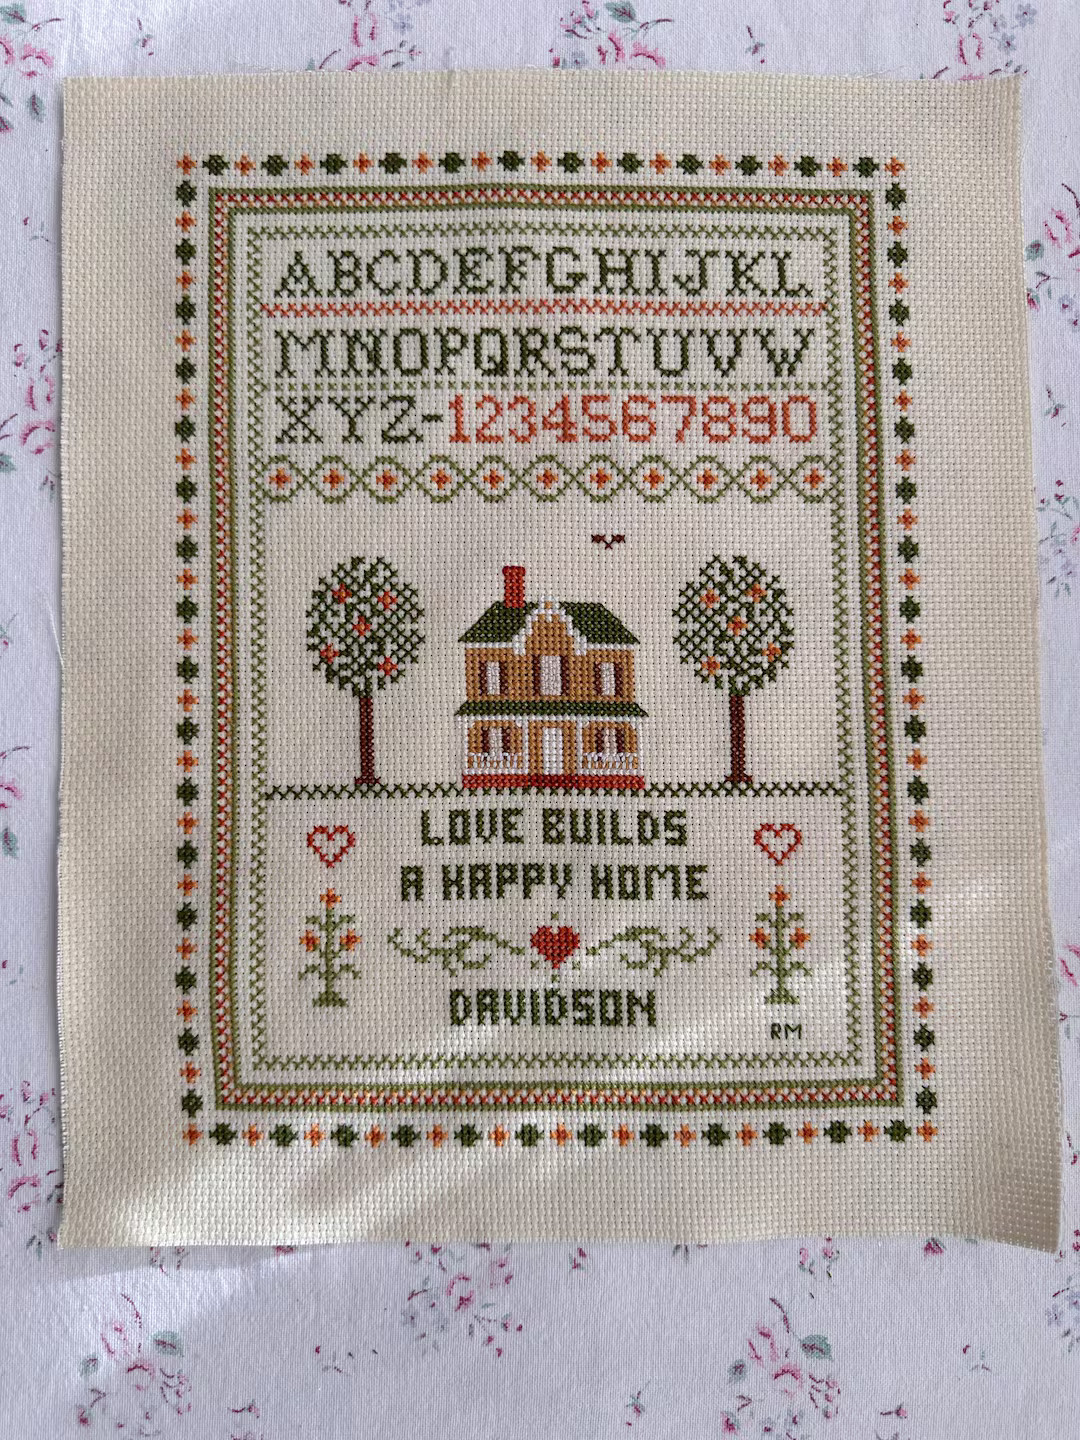 ABCDEFGHIJKL
MNOPQRSTUVW
XYZ-1234567890
LOVE BUILDS
A HAPPY HOME
DAVIDSON
RM